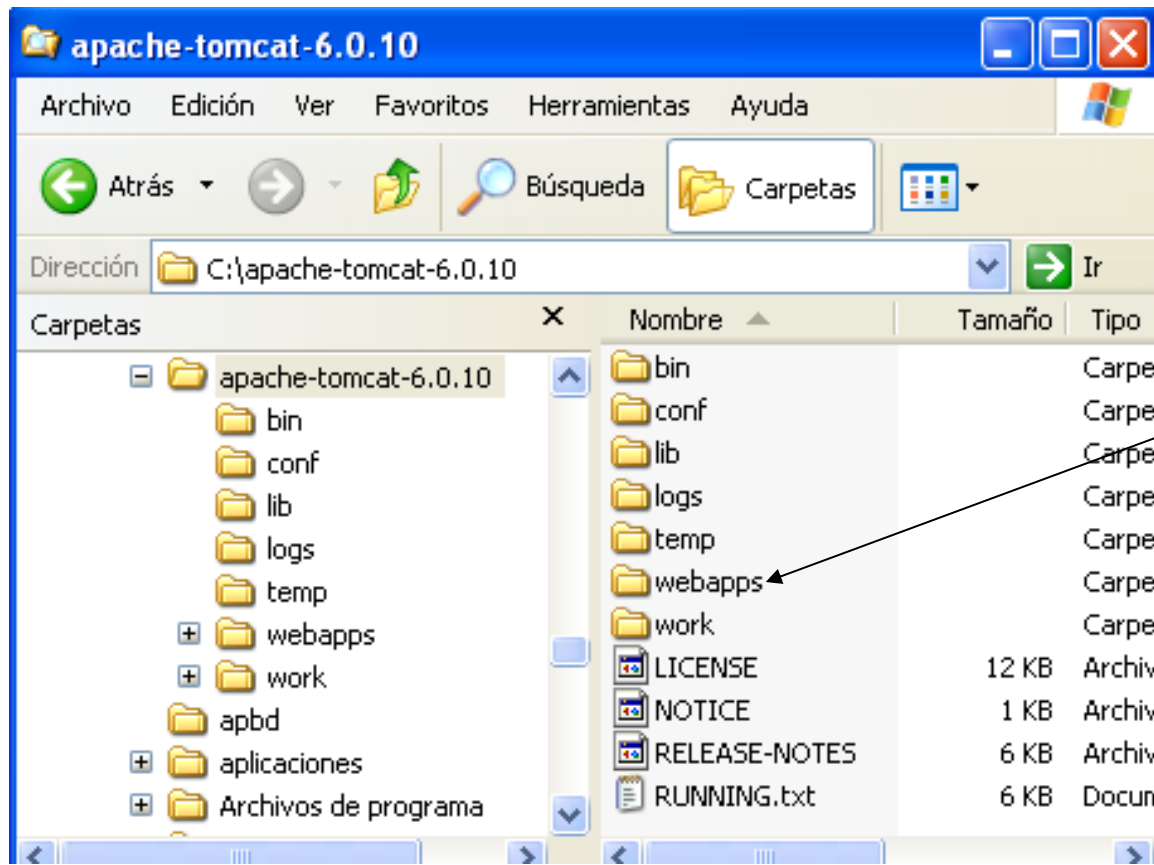 apache-tomcat-6.0.10
Archivo Edición Ver Favoritos Herramientas Ayuda
Atrás Búsqueda Carpetas
Dirección C:\apache-tomcat-6.0.10 Ir
Carpetas
apache-tomcat-6.0.10
bin
conf
lib
logs
temp
webapps
work
apbd
aplicaciones
Archivos de programa
Nombre Tamaño Tipo
bin Carpe
conf Carpe
lib Carpe
logs Carpe
temp Carpe
webapps Carpe
work Carpe
LICENSE 12 KB Archiv
NOTICE 1 KB Archiv
RELEASE-NOTES 6 KB Archiv
RUNNING.txt 6 KB Docum